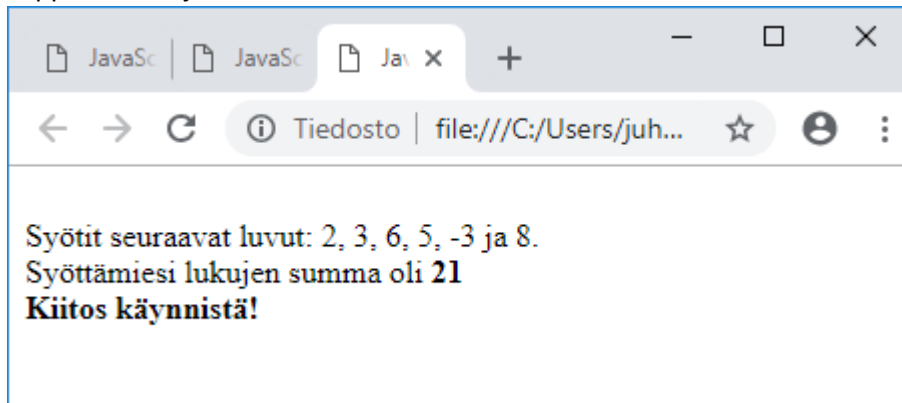 JavaSc JavaSc Jav
Tiedosto | file:///C:/Users/juh...
Syötit seuraavat luvut: 2, 3, 6, 5, -3 ja 8.
Syöttämiesi lukujen summa oli 21
Kiitos käynnistä!